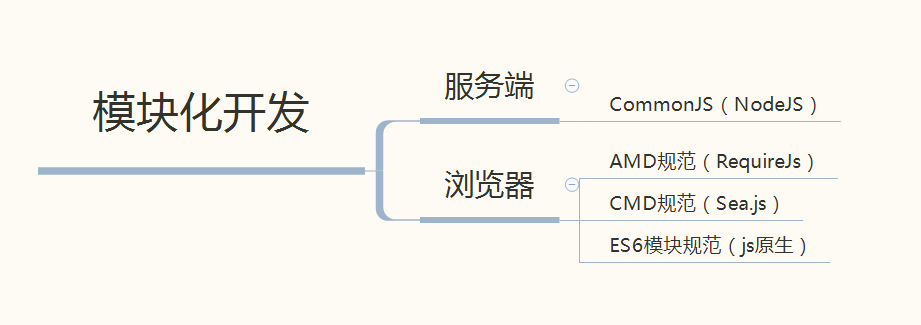 模块化开发
服务端
CommonJS（NodeJS）
浏览器
AMD规范（RequireJs）
CMD规范（Sea.js）
ES6模块规范（js原生）